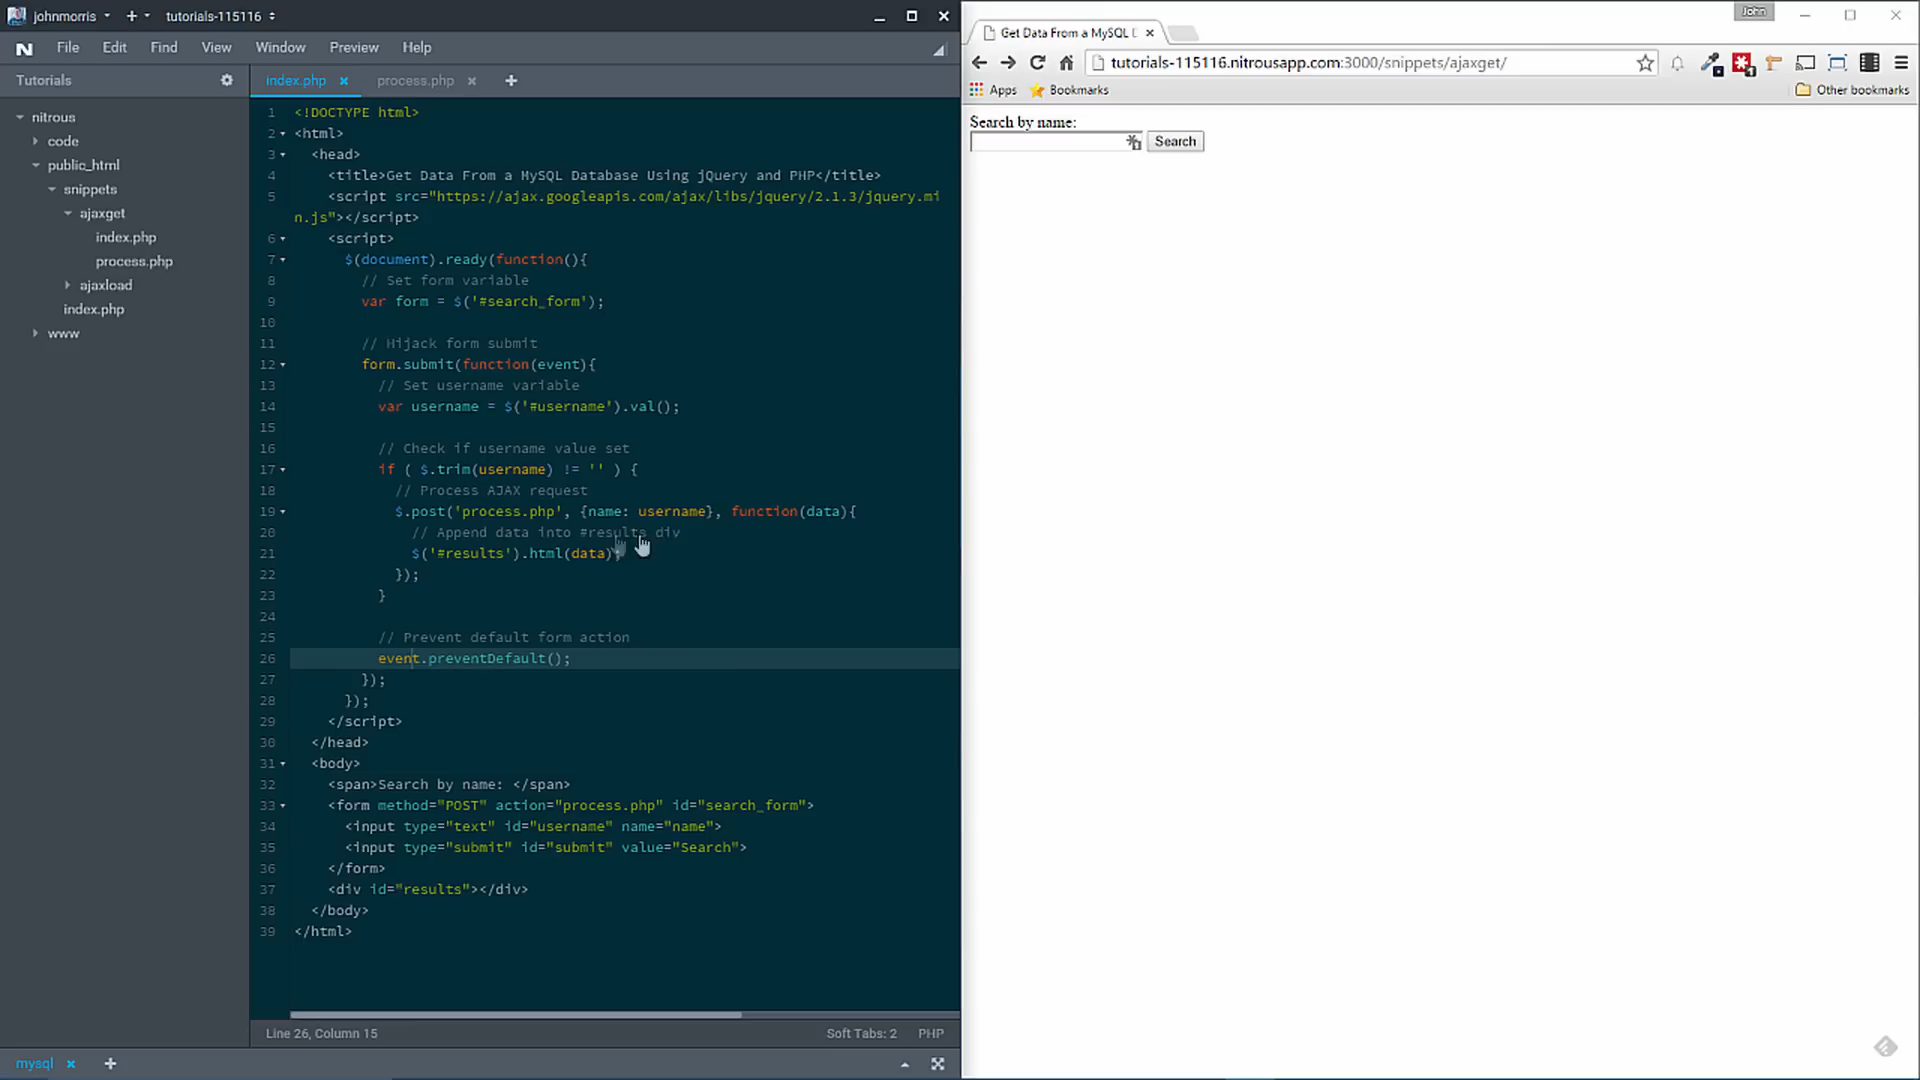 johnmorris
tutorials-115116
File Edit Find View Window Preview Help
Tutorials
index.php
process.php
nitrous
code
public_html
snippets
ajaxget
index.php
process.php
ajaxload
index.php
www
1 <!DOCTYPE html>
2 <html>
3 <head>
4 <title>Get Data From a MySQL Database Using jQuery and PHP</title>
5 <script src="https://ajax.googleapis.com/ajax/libs/jquery/2.1.3/jquery.mi
n.js"></script>
6 <script>
7 $(document).ready(function(){
8 // Set form variable
9 var form = $('#search_form');
10
11 // Hijack form submit
12 form.submit(function(event){
13 // Set username variable
14 var username = $('#username').val();
15
16 // Check if username value set
17 if ( $.trim(username) != '' ) {
18 // Process AJAX request
19 $.post('process.php', {name: username}, function(data){
20 // Append data into #results div
21 $('#results').html(data);
22 });
23 }
24
25 // Prevent default form action
26 event.preventDefault();
27 });
28 });
29 </script>
30 </head>
31 <body>
32 <span>Search by name: </span>
33 <form method="POST" action="process.php" id="search_form">
34 <input type="text" id="username" name="name">
35 <input type="submit" id="submit" value="Search">
36 </form>
37 <div id="results"></div>
38 </body>
39 </html>
Line 26, Column 15
Soft Tabs: 2 PHP
mysql
John
Get Data From a MySQL D
tutorials-115116.nitrousapp.com:3000/snippets/ajaxget/
Apps Bookmarks Other bookmarks
Search by name:
Search